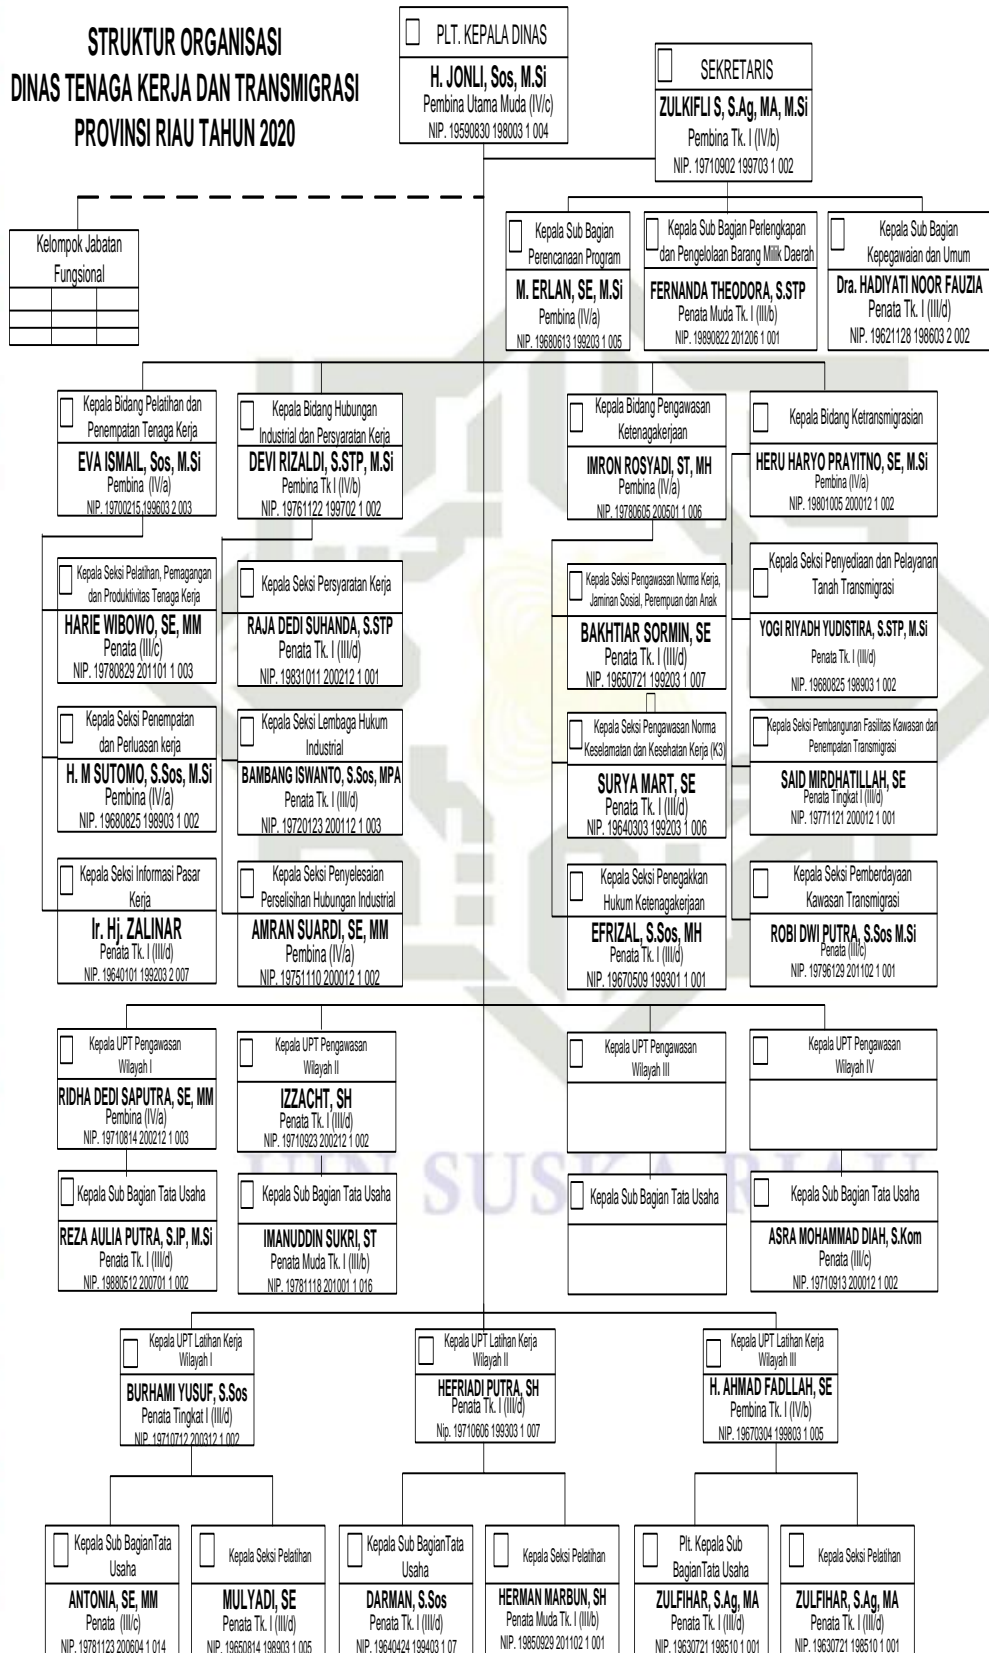 STRUKTUR ORGANISASI
DINAS TENAGA KERJA DAN TRANSMIGRASI
PROVINSI RIAU TAHUN 2020
PLT. KEPALA DINAS
H. JONLI, Sos, M.Si
Pembina Utama Muda (IV/c)
NIP. 19590830 198003 1 004
SEKRETARIS
ZULKIFLI S, S.Ag, MA, M.Si
Pembina Tk. I (IV/b)
NIP. 19710902 199703 1 002
Kelompok Jabatan
Fungsional
Kepala Sub Bagian
Perencanaan Program
M. ERLAN, SE, M.Si
Pembina (IV/a)
NIP. 19680613 199203 1 005
Kepala Sub Bagian Perlengkapan
dan Pengelolaan Barang Milik Daerah
FERNANDA THEODORA, S.STP
Penata Muda Tk. I (III/b)
NIP. 19890822 201206 1 001
Kepala Sub Bagian
Kepegawaian dan Umum
Dra. HADIYATI NOOR FAUZIA
Penata Tk. I (III/d)
NIP. 19621128 198603 2 002
Kepala Bidang Pelatihan dan
Penempatan Tenaga Kerja
EVA ISMAIL, Sos, M.Si
Pembina (IV/a)
NIP. 19700215 199603 2 003
Kepala Bidang Hubungan
Industrial dan Persyaratan Kerja
DEVI RIZALDI, S.STP, M.Si
Pembina Tk I (IV/b)
NIP. 19761122 199702 1 002
Kepala Bidang Pengawasan
Ketenagakerjaan
IMRON ROSYADI, ST, MH
Pembina (IV/a)
NIP. 19780605 200501 1 006
Kepala Bidang Ketransmigrasian
HERU HARYO PRAYITNO, SE, M.Si
Pembina (IV/a)
NIP. 19801005 200012 1 002
Kepala Seksi Pelatihan, Pemagangan
dan Produktivitas Tenaga Kerja
HARIE WIBOWO, SE, MM
Penata (III/c)
NIP. 19780829 201101 1 003
Kepala Seksi Persyaratan Kerja
RAJA DEDI SUHANDA, S.STP
Penata Tk. I (III/d)
NIP. 19831011 200212 1 001
Kepala Seksi Pengawasan Norma Kerja,
Jaminan Sosial, Perempuan dan Anak
BAKHTIAR SORMIN, SE
Penata Tk. I (III/d)
NIP. 19650721 199203 1 007
Kepala Seksi Penyediaan dan Pelayanan
Tanah Transmigrasi
YOGI RIYADH YUDISTIRA, S.STP, M.Si
Penata Tk. I (III/d)
NIP. 19680825 198903 1 002
Kepala Seksi Penempatan
dan Perluasan kerja
H. M SUTOMO, S.Sos, M.Si
Pembina (IV/a)
NIP. 19680825 198903 1 002
Kepala Seksi Lembaga Hukum
Industrial
BAMBANG ISWANTO, S.Sos, MPA
Penata Tk. I (III/d)
NIP. 19720123 200112 1 003
Kepala Seksi Pengawasan Norma
Keselamatan dan Kesehatan Kerja (K3)
SURYA MART, SE
Penata Tk. I (III/d)
NIP. 19640303 199203 1 006
Kepala Seksi Pembangunan Fasilitas Kawasan dan
Penempatan Transmigrasi
SAID MIRDHATILLAH, SE
Penata Tingkat I (III/d)
NIP. 19771121 200012 1 001
Kepala Seksi Informasi Pasar
Kerja
Ir. Hj. ZALINAR
Penata Tk. I (III/d)
NIP. 19640101 199203 2 007
Kepala Seksi Penyelesaian
Perselisihan Hubungan Industrial
AMRAN SUARDI, SE, MM
Pembina (IV/a)
NIP. 19751110 200012 1 002
Kepala Seksi Penegakkan
Hukum Ketenagakerjaan
EFRIZAL, S.Sos, MH
Penata Tk. I (III/d)
NIP. 19670509 199301 1 001
Kepala Seksi Pemberdayaan
Kawasan Transmigrasi
ROBI DWI PUTRA, S.Sos M.Si
Penata (III/c)
NIP. 19796129 201102 1 001
Kepala UPT Pengawasan
Wilayah I
RIDHA DEDI SAPUTRA, SE, MM
Pembina (IV/a)
NIP. 19710814 200212 1 003
Kepala UPT Pengawasan
Wilayah II
IZZACHT, SH
Penata Tk. I (III/d)
NIP. 19710923 200212 1 002
Kepala UPT Pengawasan
Wilayah III
Kepala UPT Pengawasan
Wilayah IV
UIN SUSKA RIAU
Kepala Sub Bagian Tata Usaha
REZA AULIA PUTRA, S.IP, M.Si
Penata Tk. I (III/d)
NIP. 19880512 200701 1 002
Kepala Sub Bagian Tata Usaha
IMANUDDIN SUKRI, ST
Penata Muda Tk. I (III/b)
NIP. 19781118 201001 1 016
Kepala Sub Bagian Tata Usaha
Kepala Sub Bagian Tata Usaha
ASRA MOHAMMAD DIAH, S.Kom
Penata (III/c)
NIP. 19710913 200012 1 002
Kepala UPT Latihan Kerja
Wilayah I
BURHAMI YUSUF, S.Sos
Penata Tingkat I (III/d)
NIP. 19710712 200312 1 002
Kepala UPT Latihan Kerja
Wilayah II
HEFRIADI PUTRA, SH
Penata Tk. I (III/d)
Nip. 19710606 199303 1 007
Kepala UPT Latihan Kerja
Wilayah III
H. AHMAD FADLLAH, SE
Pembina Tk. I (IV/b)
NIP. 19670304 199803 1 005
Kepala Sub BagianTata
Usaha
ANTONIA, SE, MM
Penata (III/c)
NIP. 19781123 200604 1 014
Kepala Seksi Pelatihan
MULYADI, SE
Penata Tk. I (III/d)
NIP. 19650814 198903 1 005
Kepala Sub BagianTata
Usaha
DARMAN, S.Sos
Penata Tk. I (III/d)
NIP. 19640424 199403 1 07
Kepala Seksi Pelatihan
HERMAN MARBUN, SH
Penata Muda Tk. I (III/b)
NIP. 19850929 201102 1 001
Plt. Kepala Sub
BagianTata Usaha
ZULFIHAR, S.Ag, MA
Penata Tk. I (III/d)
NIP. 19630721 198510 1 001
Kepala Seksi Pelatihan
ZULFIHAR, S.Ag, MA
Penata Tk. I (III/d)
NIP. 19630721 198510 1 001